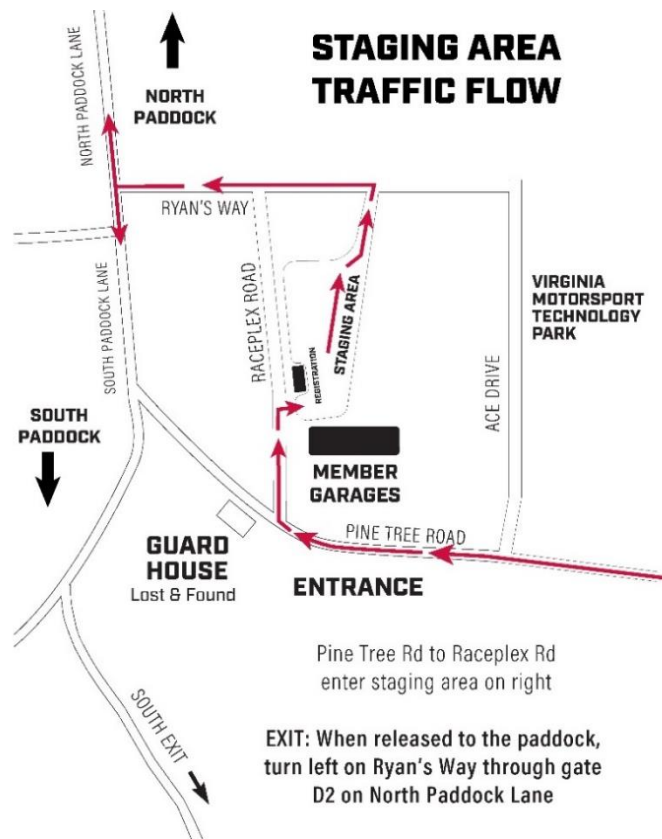 STAGING AREA
TRAFFIC FLOW
NORTH
PADDOCK
NORTH PADDOCK LANE
RYAN'S WAY
RACEPLEX ROAD
STAGING AREA
REGISTRATION
VIRGINIA
MOTORSPORT
TECHNOLOGY
PARK
SOUTH PADDOCK LANE
ACE DRIVE
SOUTH
PADDOCK
MEMBER
GARAGES
PINE TREE ROAD
GUARD
HOUSE
Lost & Found
ENTRANCE
Pine Tree Rd to Raceplex Rd
enter staging area on right
SOUTH EXIT
EXIT: When released to the paddock,
turn left on Ryan's Way through gate
D2 on North Paddock Lane